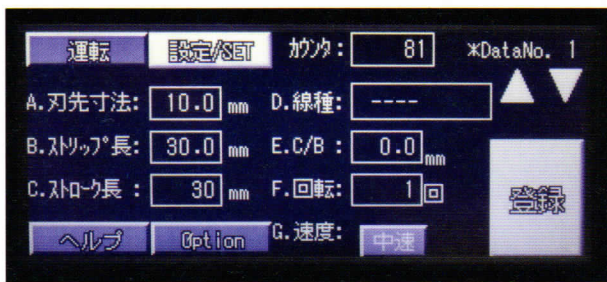 運転 設定/SET ｶｳﾝﾀ: 81 *DataNo. 1
A.刃先寸法: 10.0 mm D.線種: ----
B.ｽﾄﾘｯﾌﾟ長: 30.0 mm E.C/B : 0.0 mm
C.ｽﾄﾛｰｸ長 : 30 mm F.回転: 1 回
登録
ヘルプ Option G.速度: 中速